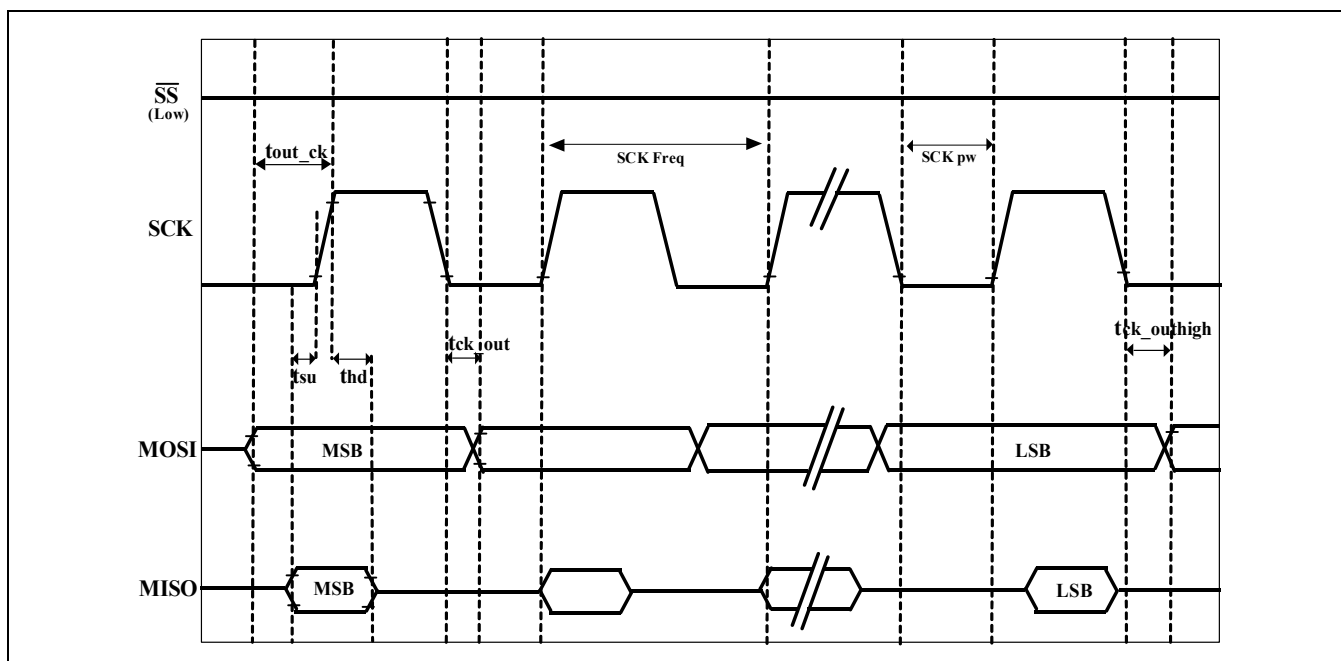 SS
(Low)
tout_ck
SCK Freq
SCK pw
SCK
tck_out
tck_outhigh
tsu
thd
MOSI
MSB
LSB
MISO
MSB
LSB